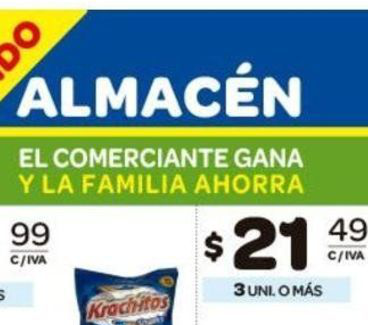 ALMACÉN
EL COMERCIANTE GANA
Y LA FAMILIA AHORRA
99
C/IVA
$21 49
C/IVA
3 UNI. O MÁS
Krachitos